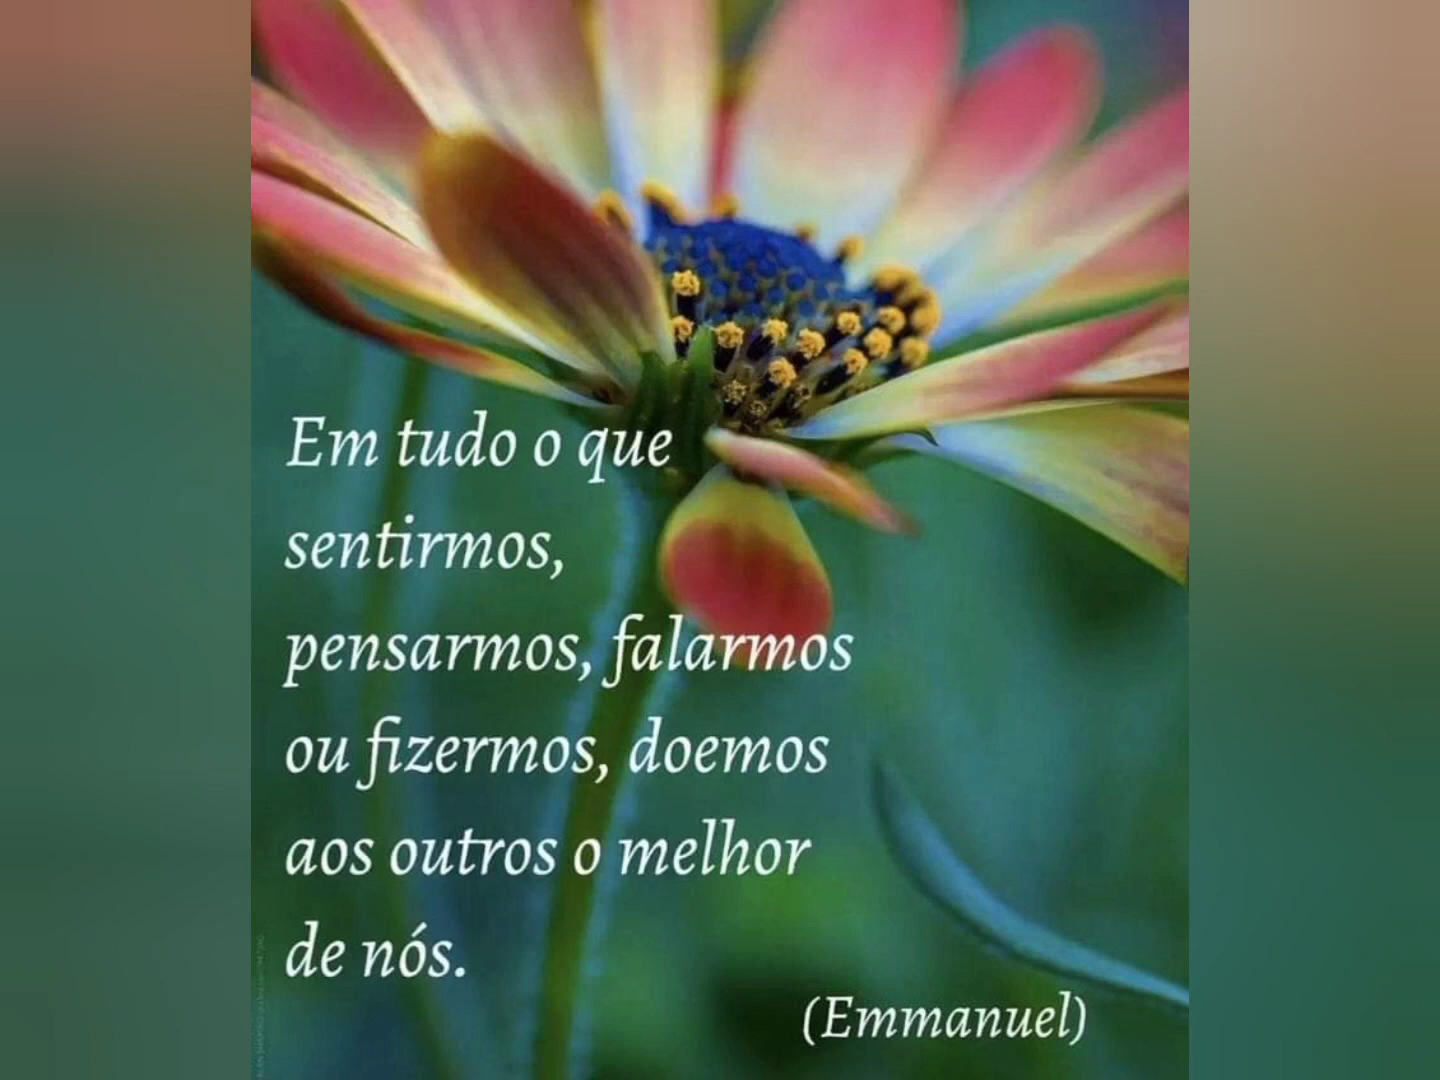 Em tudo o que
sentirmos,
pensarmos, falarmos
ou fizermos, doemos
aos outros o melhor
de nós.
(Emmanuel)